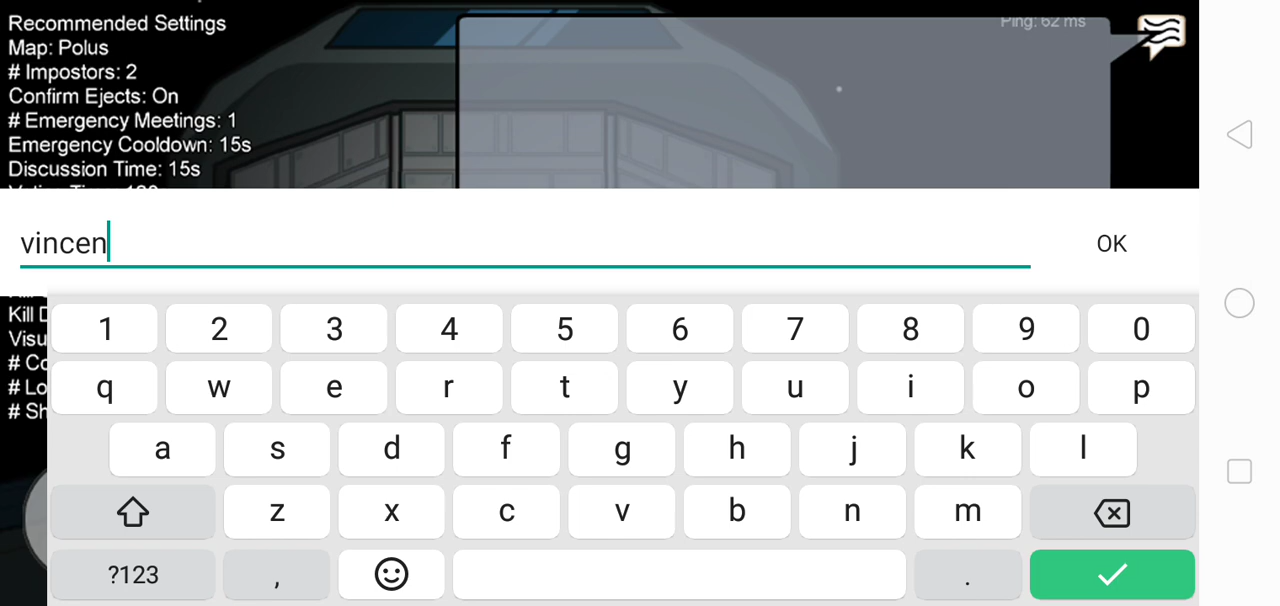 Recommended Settings
Map: Polus
# Impostors: 2
Confirm Ejects: On
# Emergency Meetings: 1
Emergency Cooldown: 15s
Discussion Time: 15s
Ping: 62 ms
vincen
OK
Kill
1 2 3 4 5 6 7 8 9 0
q w e r t y u i o p
a s d f g h j k l
z x c v b n m
?123 , .